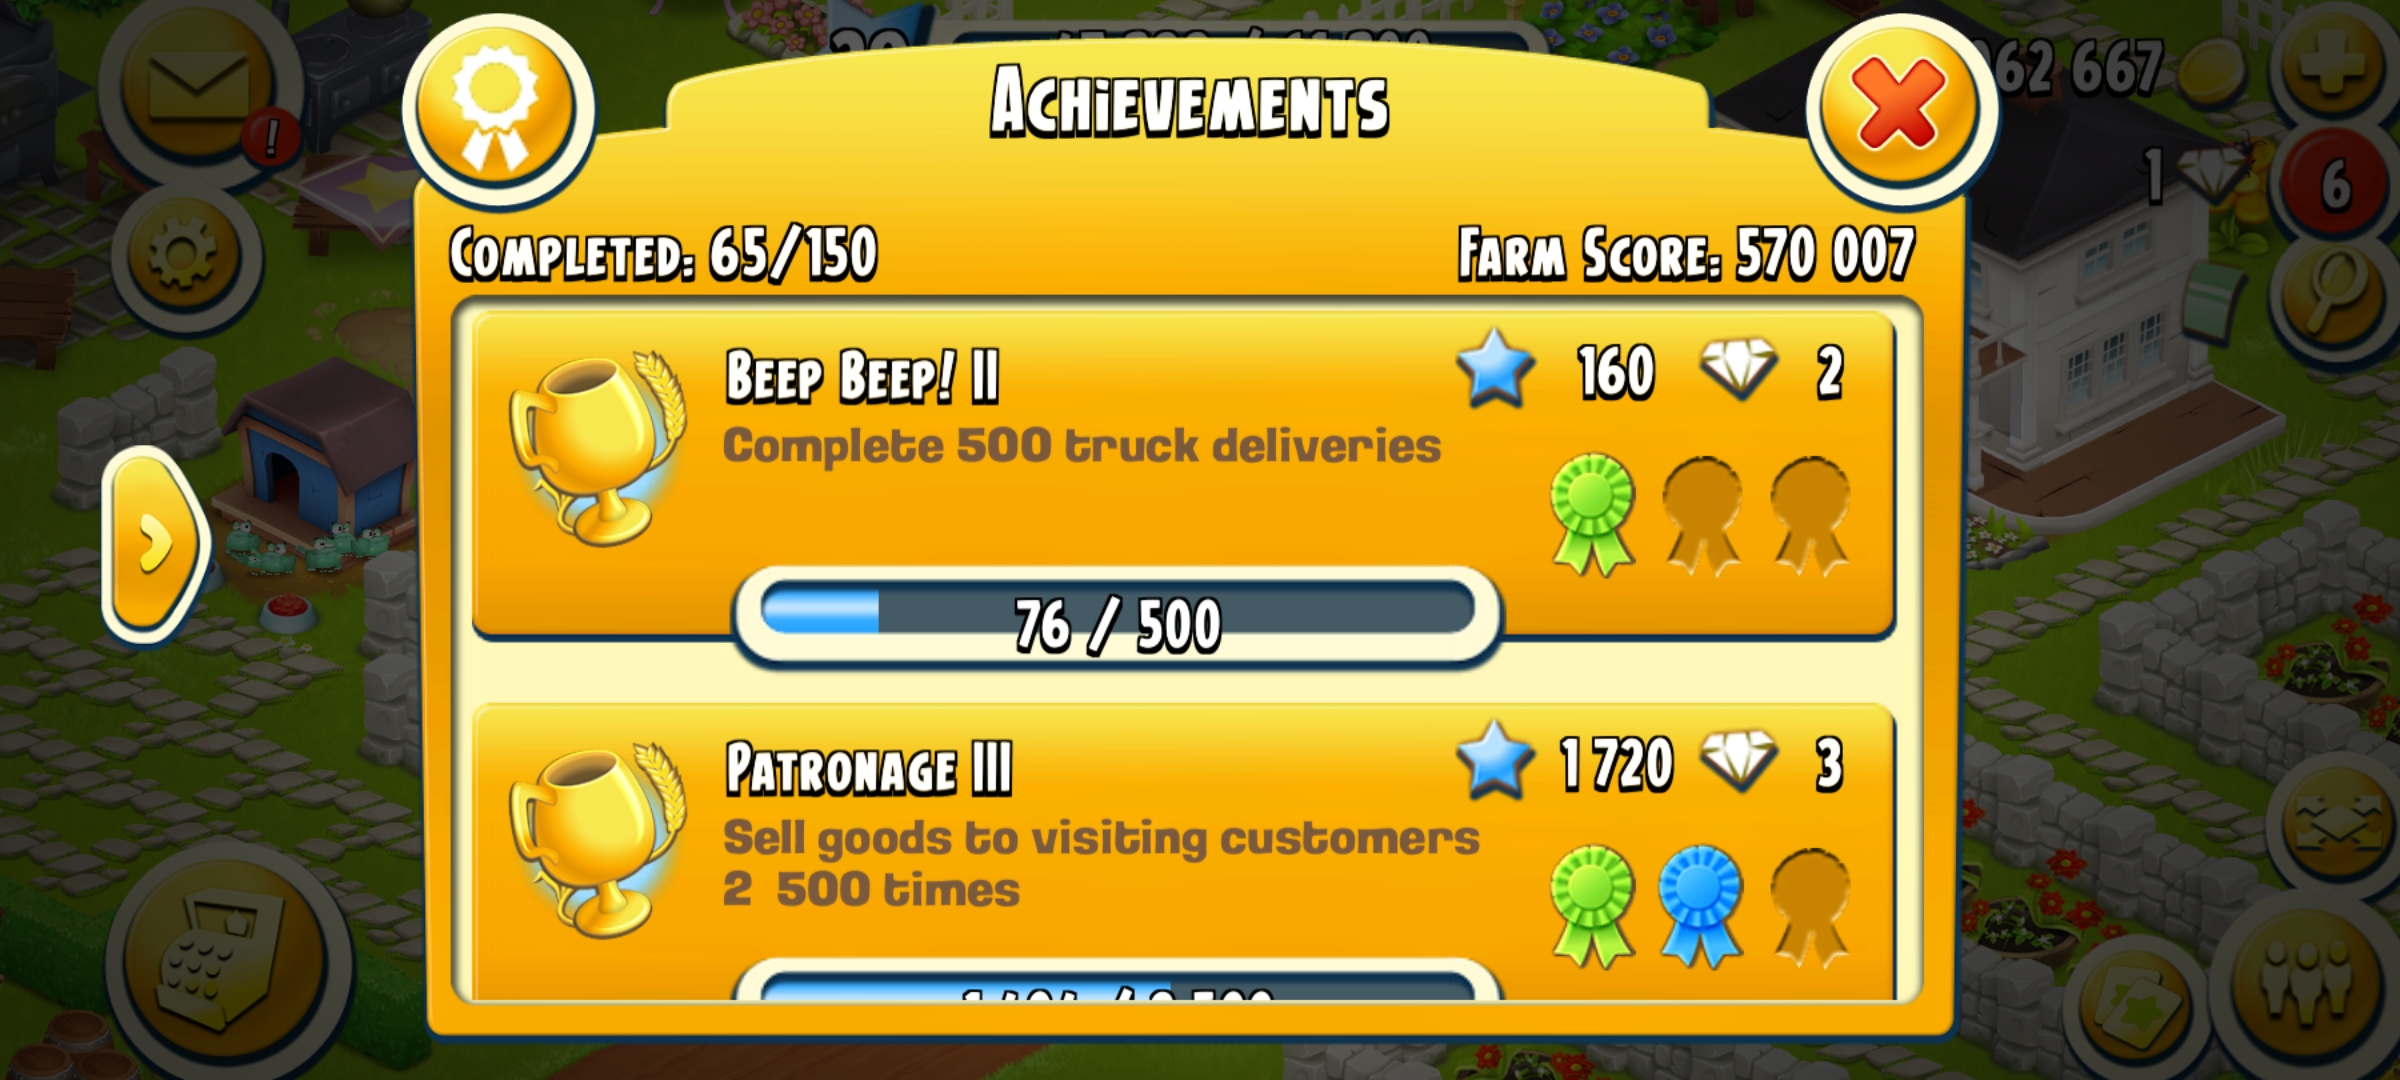 Achievements
Completed: 65/150
Farm Score: 570 007
62 667
1
6
!
Beep Beep! II
160
2
Complete 500 truck deliveries
76 / 500
Patronage III
1 720
3
Sell goods to visiting customers
2 500 times